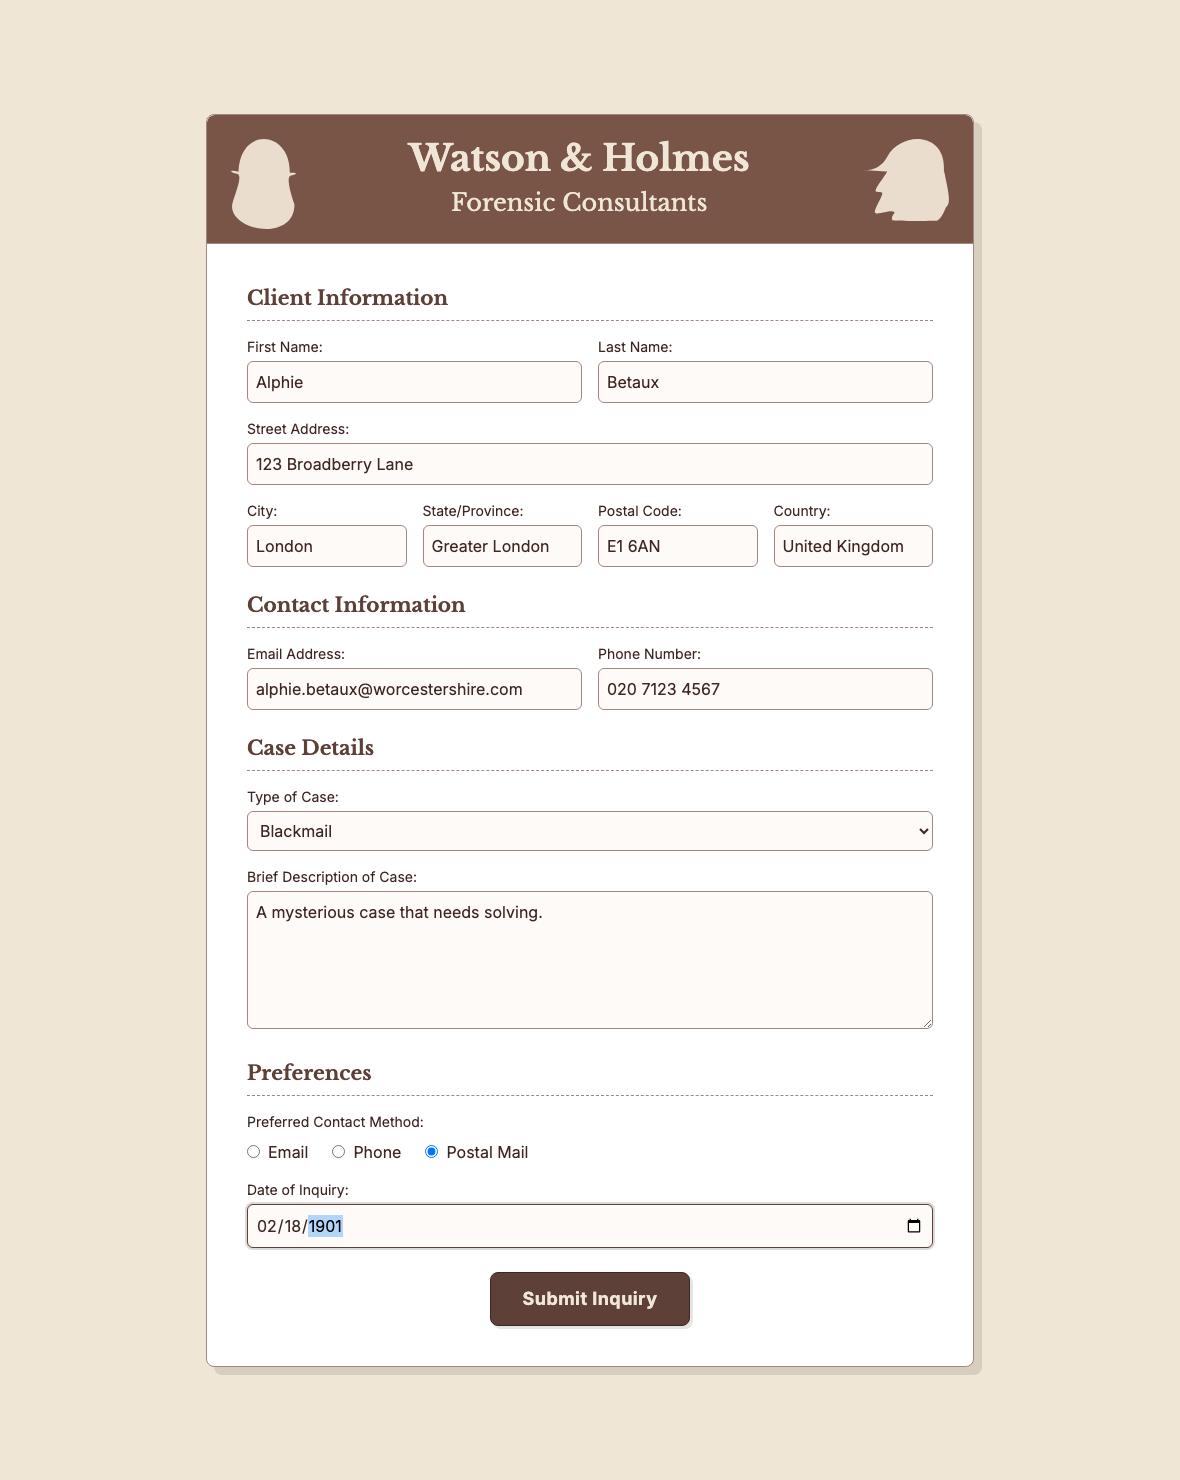 Watson & Holmes
Forensic Consultants
Client Information
First Name: Last Name:
Alphie Betaux
Street Address:
123 Broadberry Lane
City: State/Province: Postal Code: Country:
London Greater London E1 6AN United Kingdom
Contact Information
Email Address: Phone Number:
alphie.betaux@worcestershire.com 020 7123 4567
Case Details
Type of Case:
Blackmail
Brief Description of Case:
A mysterious case that needs solving.
Preferences
Preferred Contact Method:
Email Phone Postal Mail
Date of Inquiry:
02/18/1901
Submit Inquiry